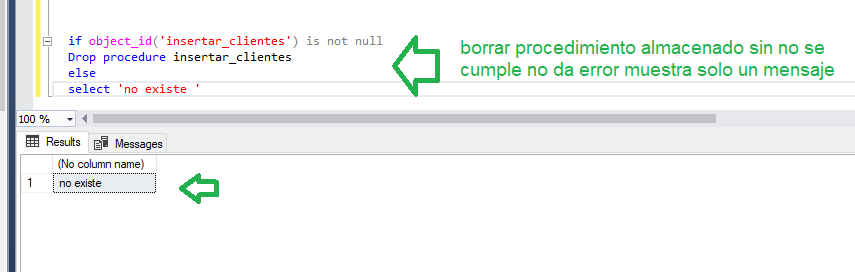 if object_id('insertar_clientes') is not null
Drop procedure insertar_clientes
else
select 'no existe '
borrar procedimiento almacenado sin no se
cumple no da error muestra solo un mensaje
100 %
Results Messages
(No column name)
1 no existe